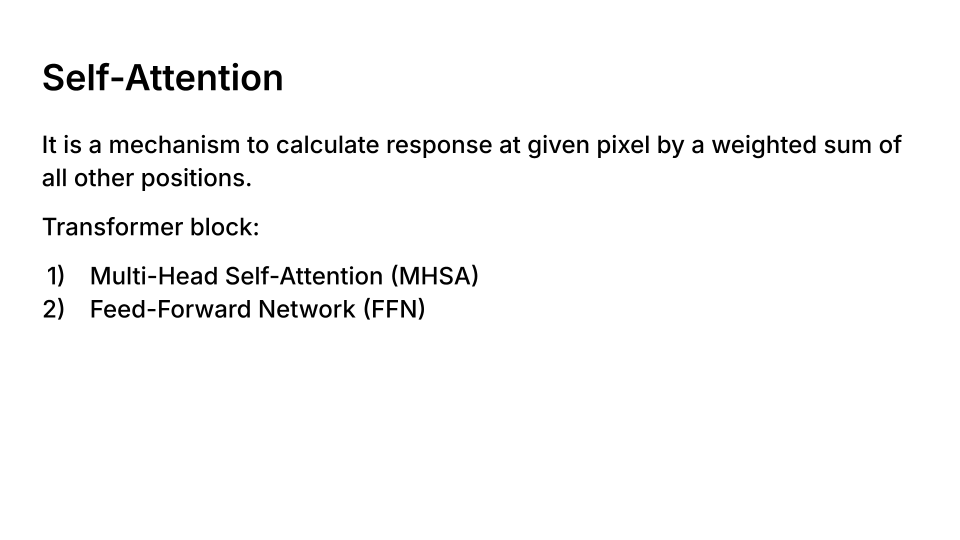 Self-Attention
It is a mechanism to calculate response at given pixel by a weighted sum of
all other positions.
Transformer block:
1) Multi-Head Self-Attention (MHSA)
2) Feed-Forward Network (FFN)